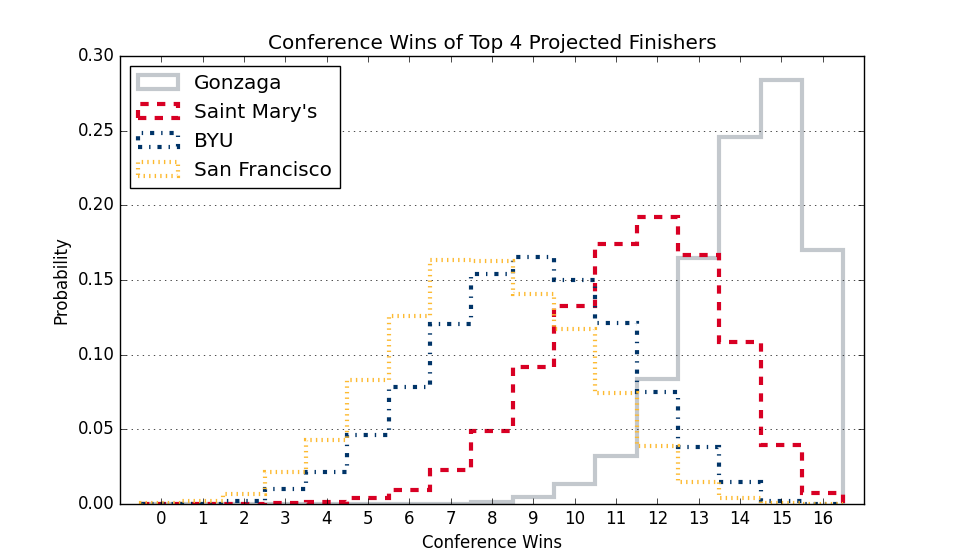 Conference Wins of Top 4 Projected Finishers
0.30
0.25
0.20
0.15
0.10
0.05
0.00
Probability
Gonzaga
Saint Mary's
BYU
San Francisco
0 1 2 3 4 5 6 7 8 9 10 11 12 13 14 15 16
Conference Wins